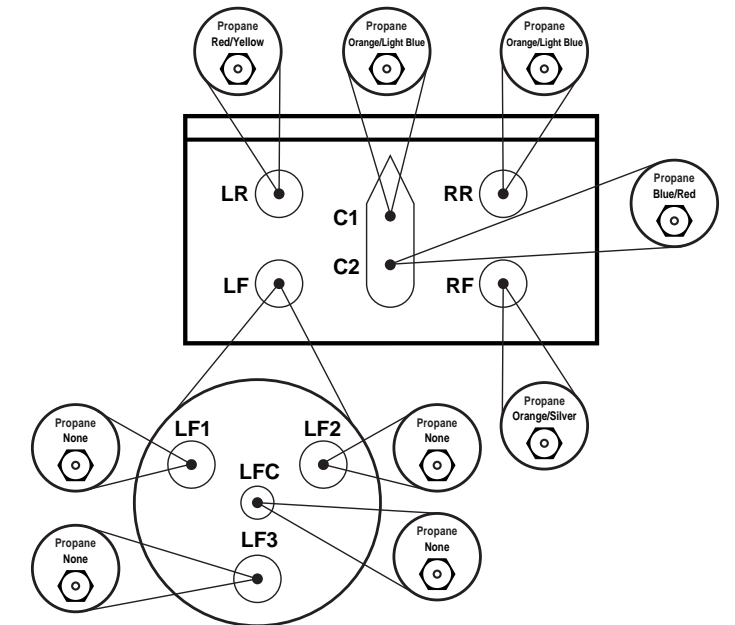 Propane
Red/Yellow
Propane
Orange/Light Blue
Propane
Orange/Light Blue
LR
C1
RR
Propane
Blue/Red
C2
LF
RF
Propane
Orange/Silver
Propane
None
LF1
LF2
Propane
None
LFC
Propane
None
LF3
Propane
None